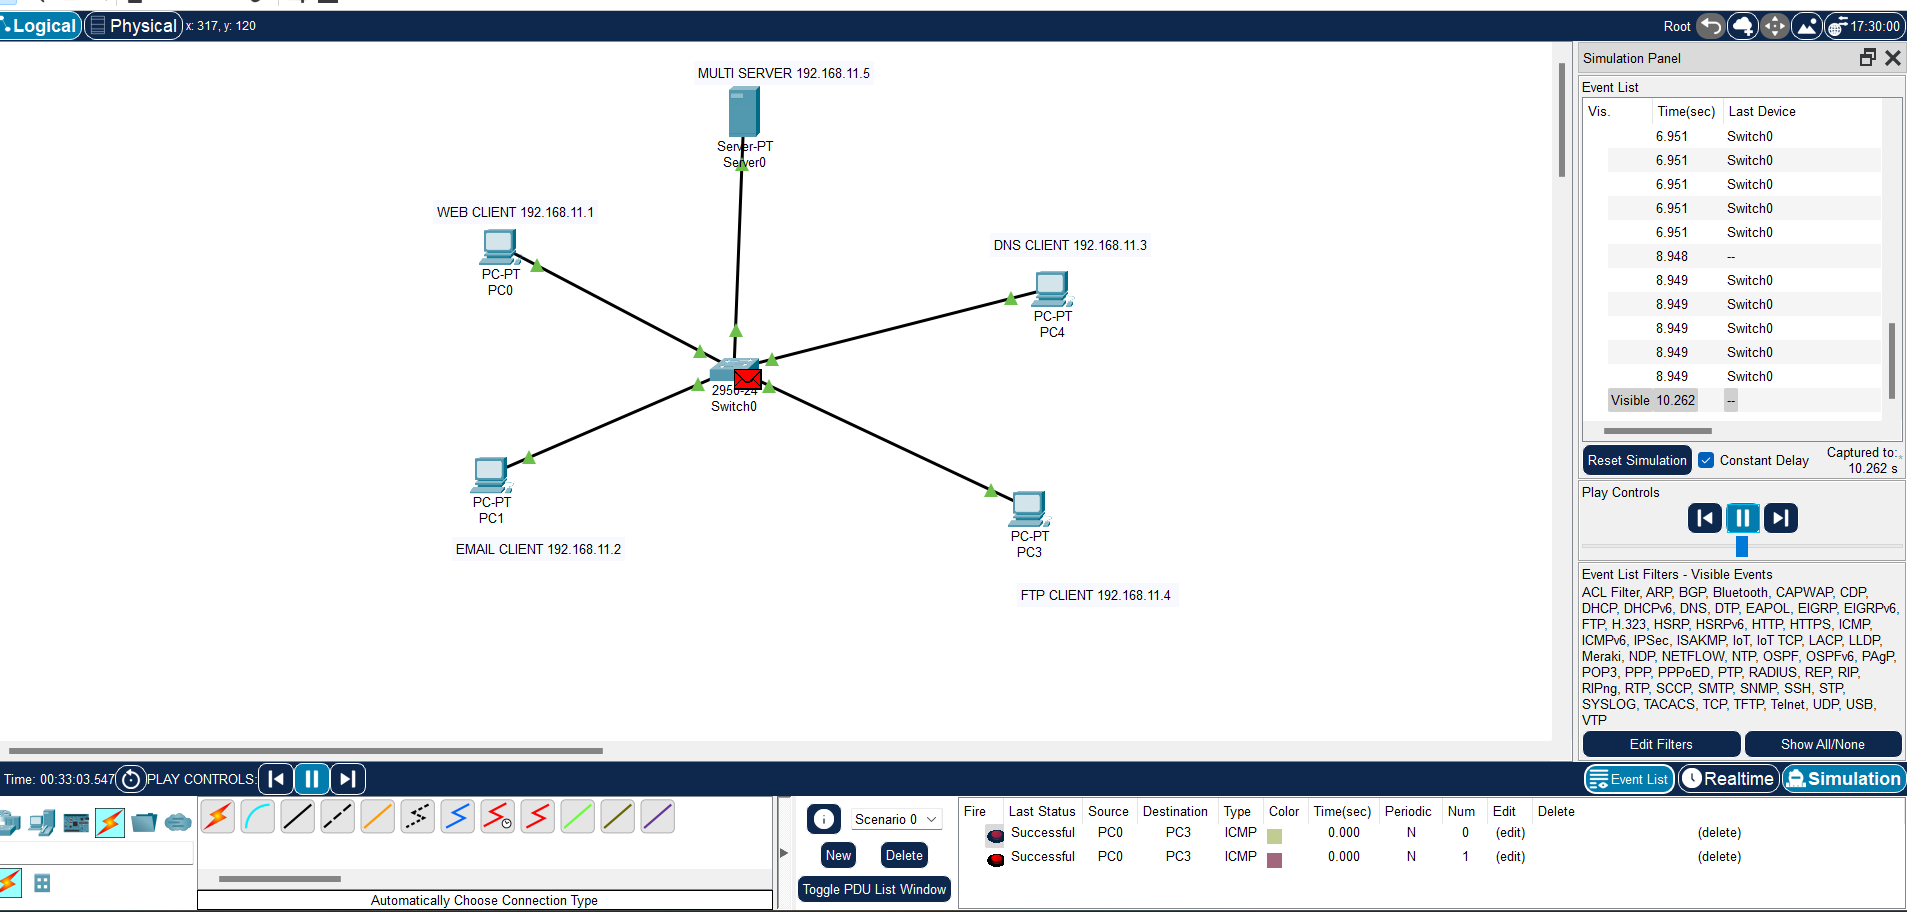 Logical Physical x: 317, y: 120
Root 17:30:00
MULTI SERVER 192.168.11.5
Server-PT
Server0
WEB CLIENT 192.168.11.1
PC-PT
PC0
DNS CLIENT 192.168.11.3
PC-PT
PC4
2950-24
Switch0
PC-PT
PC1
EMAIL CLIENT 192.168.11.2
PC-PT
PC3
FTP CLIENT 192.168.11.4
Simulation Panel
Event List
Vis. Time(sec) Last Device
6.951 Switch0
6.951 Switch0
6.951 Switch0
6.951 Switch0
6.951 Switch0
8.948 --
8.949 Switch0
8.949 Switch0
8.949 Switch0
8.949 Switch0
8.949 Switch0
Visible 10.262 --
Reset Simulation Constant Delay Captured to:
10.262 s
Play Controls
Event List Filters - Visible Events
ACL Filter, ARP, BGP, Bluetooth, CAPWAP, CDP,
DHCP, DHCPv6, DNS, DTP, EAPOL, EIGRP, EIGRPv6,
FTP, H.323, HSRP, HSRPv6, HTTP, HTTPS, ICMP,
ICMPv6, IPSec, ISAKMP, IoT, IoT TCP, LACP, LLDP,
Meraki, NDP, NETFLOW, NTP, OSPF, OSPFv6, PAgP,
POP3, PPP, PPPoED, PTP, RADIUS, REP, RIP,
RIPng, RTP, SCCP, SMTP, SNMP, SSH, STP,
SYSLOG, TACACS, TCP, TFTP, Telnet, UDP, USB,
VTP
Edit Filters Show All/None
Time: 00:33:03.547 PLAY CONTROLS:
Event List Realtime Simulation
Automatically Choose Connection Type
Scenario 0
New Delete
Toggle PDU List Window
Fire Last Status Source Destination Type Color Time(sec) Periodic Num Edit Delete
Successful PC0 PC3 ICMP 0.000 N 0 (edit) (delete)
Successful PC0 PC3 ICMP 0.000 N 1 (edit) (delete)